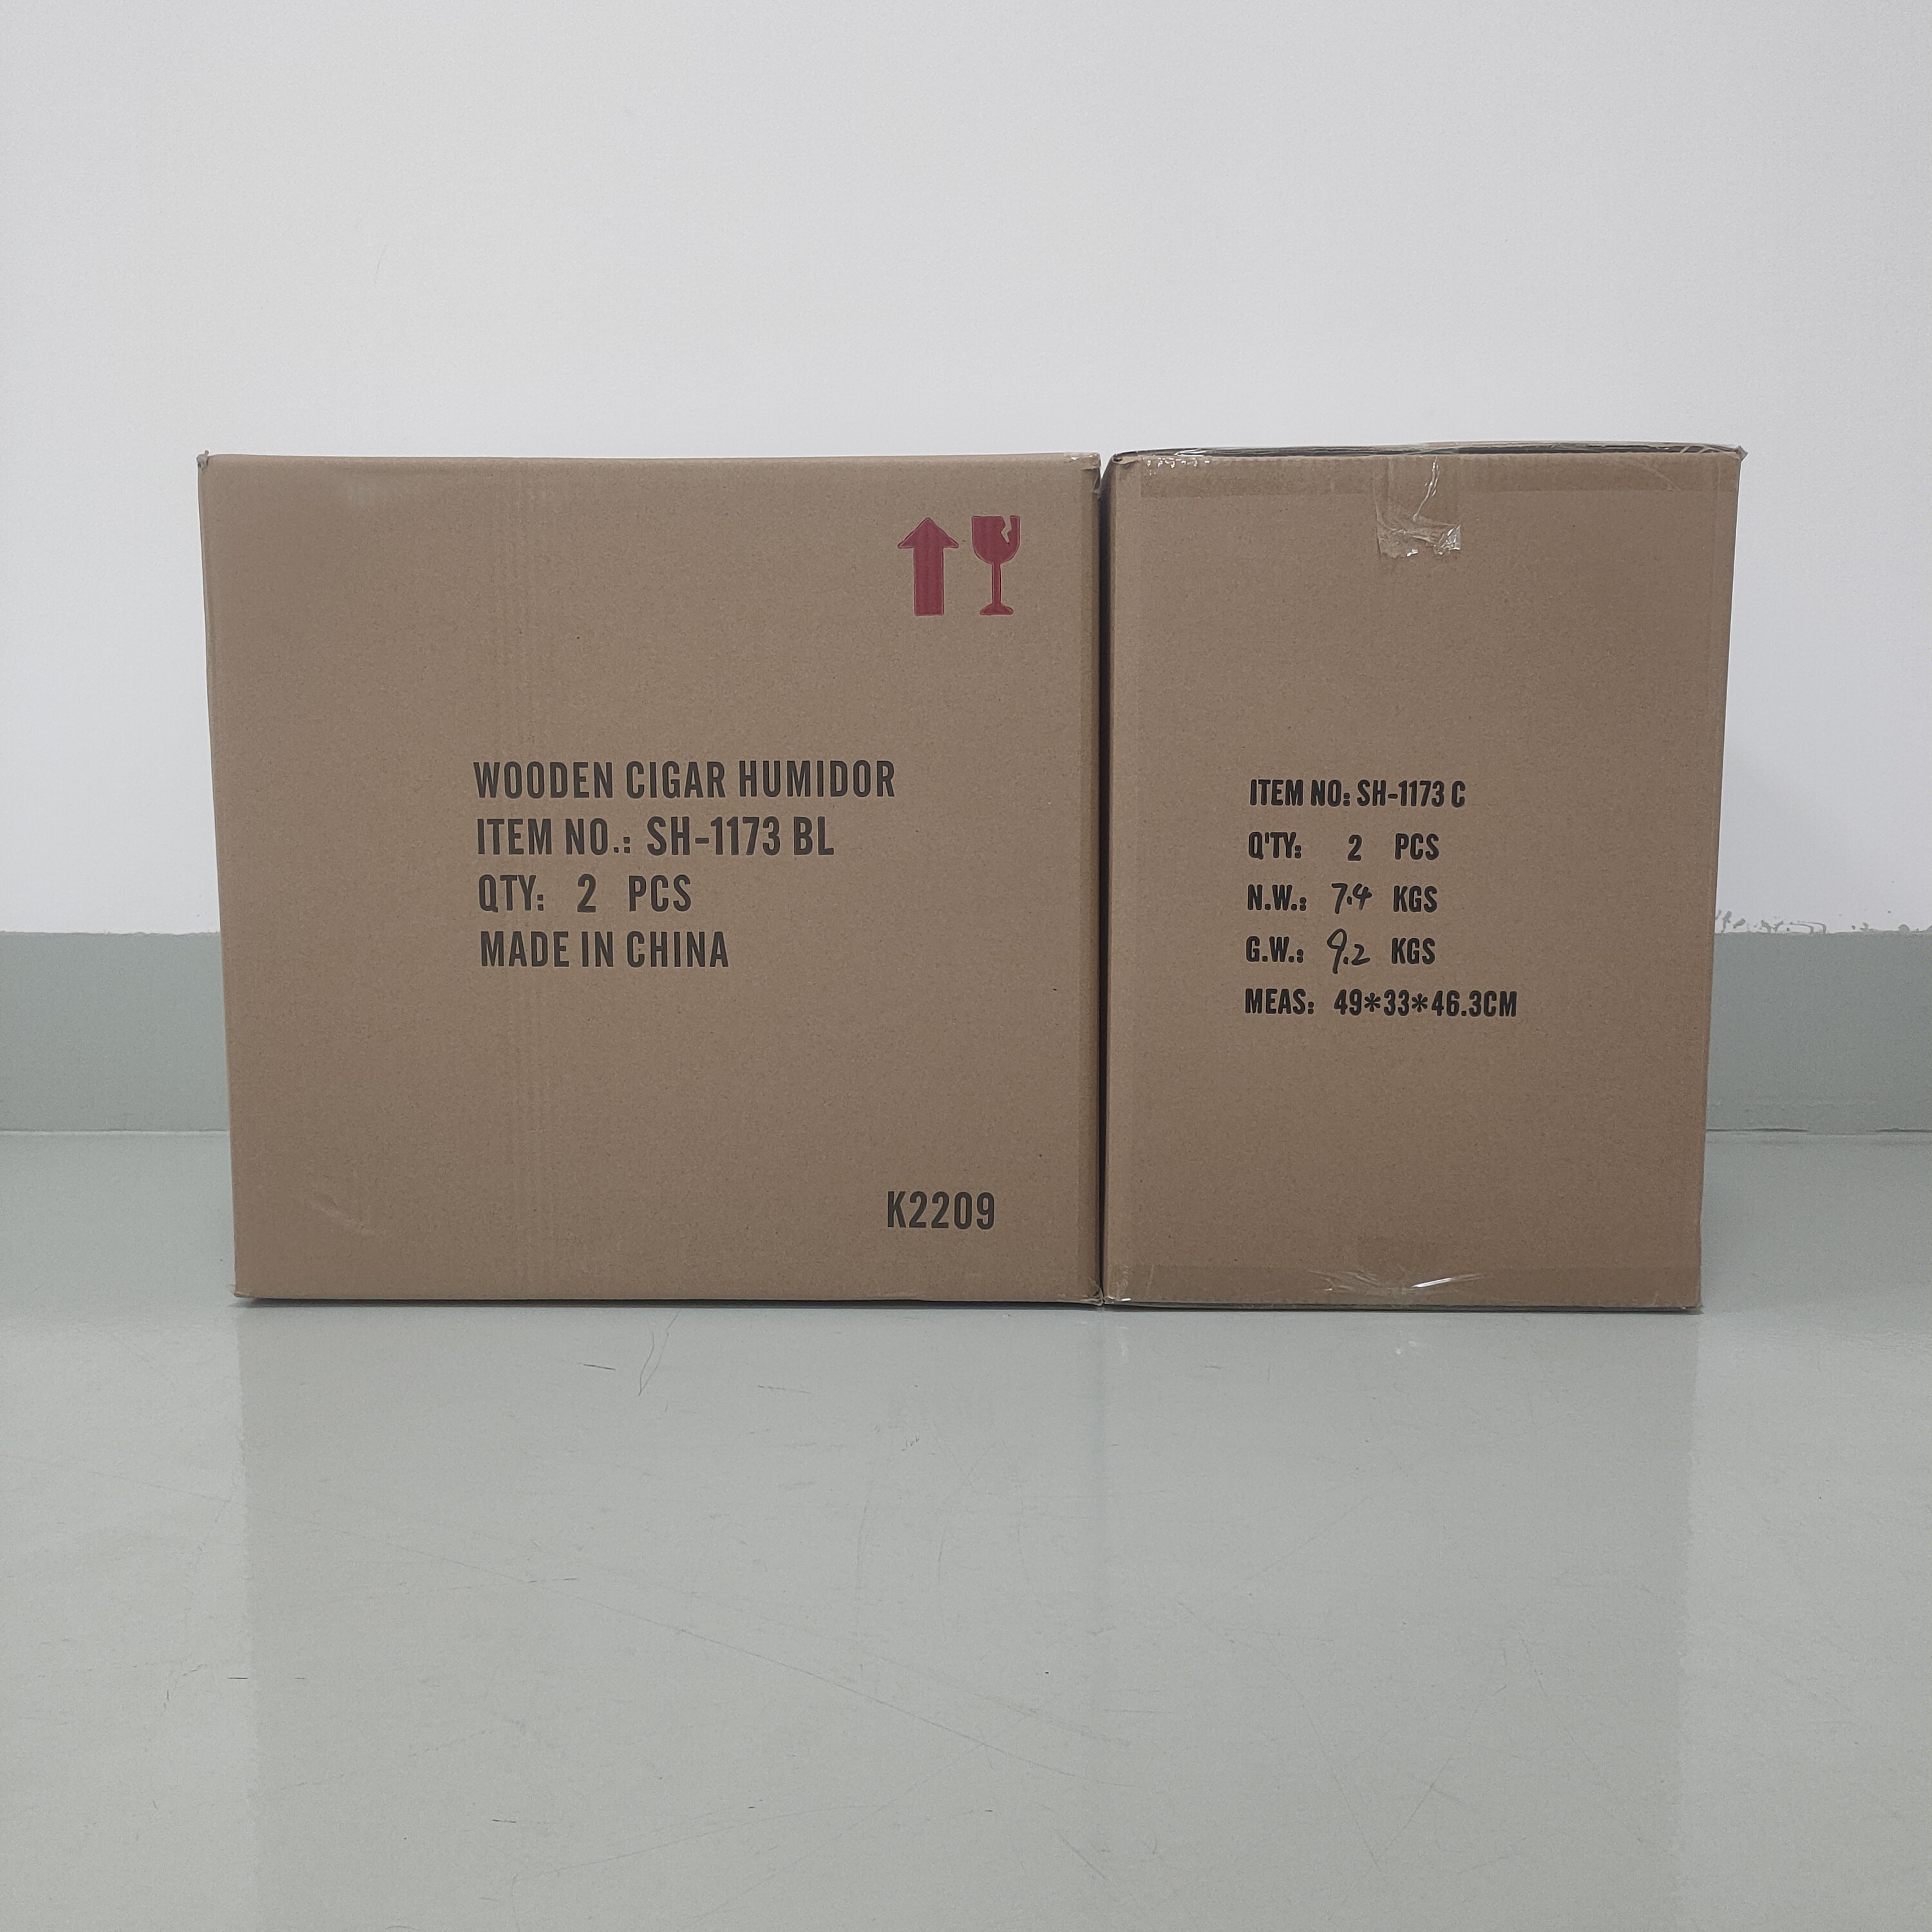 WOODEN CIGAR HUMIDOR
ITEM NO.: SH-1173 BL
QTY: 2 PCS
MADE IN CHINA
K2209
ITEM NO: SH-1173 C
Q'TY: 2 PCS
N.W.: 7.4 KGS
G.W.: 9.2 KGS
MEAS: 49*33*46.3CM